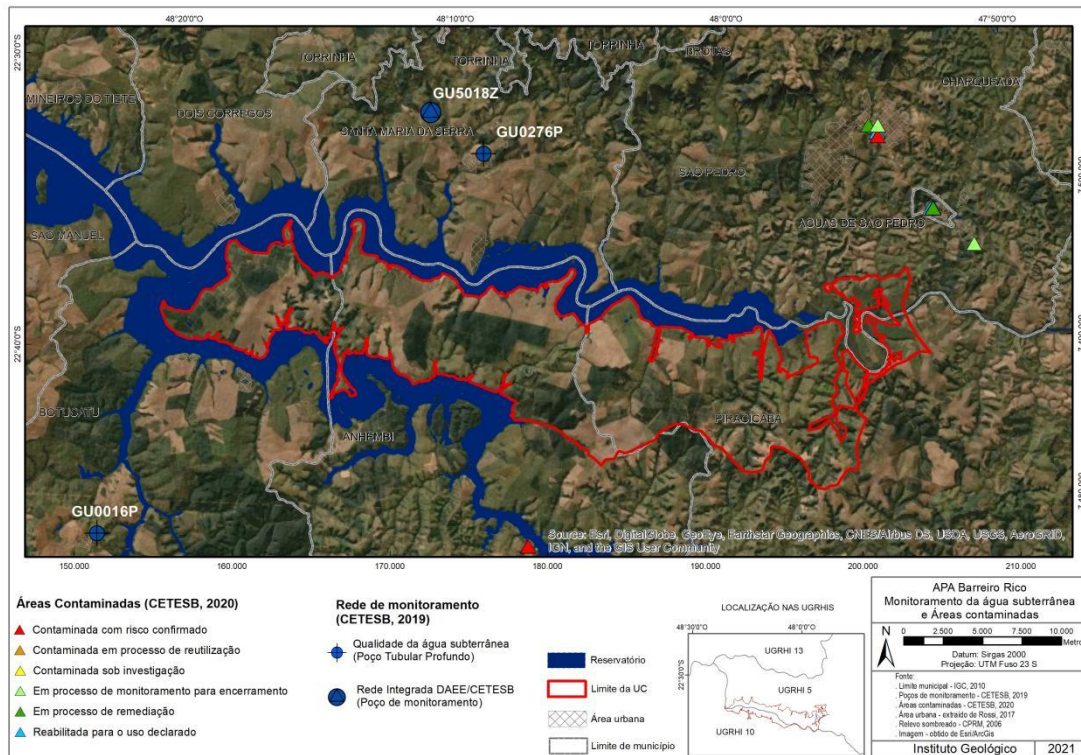 48°20'0"O 48°10'0"O 48°0'0"O 47°50'0"O
22°30'0"S
TORRINHA
TORRINHA
TORRINHA
BROTAS
CHARQUEADA
MINEIROS DO TIETÊ
DOIS CÓRREGOS
GU5018Z
SANTA MARIA DA SERRA
GU0276P
SÃO PEDRO
7.500.000
SÃO MANUEL
ÁGUAS DE SÃO PEDRO
22°40'0"S
7.490.000
BOTUCATU
ANHEMBI
PIRACICABA
7.480.000
GU0016P
Source: Esri, DigitalGlobe, GeoEye, Earthstar Geographics, CNES/Airbus DS, USDA, USGS, AeroGRID,
IGN, and the GIS User Community
150.000 160.000 170.000 180.000 190.000 200.000 210.000
Áreas Contaminadas (CETESB, 2020)
Contaminada com risco confirmado
Contaminada em processo de reutilização
Contaminada sob investigação
Em processo de monitoramento para encerramento
Em processo de remediação
Reabilitada para o uso declarado
Rede de monitoramento
(CETESB, 2019)
Qualidade da água subterrânea
(Poço Tubular Profundo)
Rede Integrada DAEE/CETESB
(Poço de monitoramento)
Reservatório
Limite da UC
Área urbana
Limite de município
LOCALIZAÇÃO NAS UGRHIS
48°30'0"S 48°0'0"O
22°30'0"S
UGRHI 13
UGRHI 5
UGRHI 10
APA Barreiro Rico
Monitoramento da água subterrânea
e Áreas contaminadas
N
0 2.500 5.000 7.500 10.000
Metros
Datum: Sirgas 2000
Projeção: UTM Fuso 23 S
Fonte:
. Limite municipal - IGC, 2010
. Poços de monitoramento - CETESB, 2019
. Áreas contaminadas - CETESB, 2020
. Área urbana - extraído de Rossi, 2017
. Relevo sombreado - CPRM, 2006
. Imagem - obtido de Esri/ArcGis
Instituto Geológico 2021